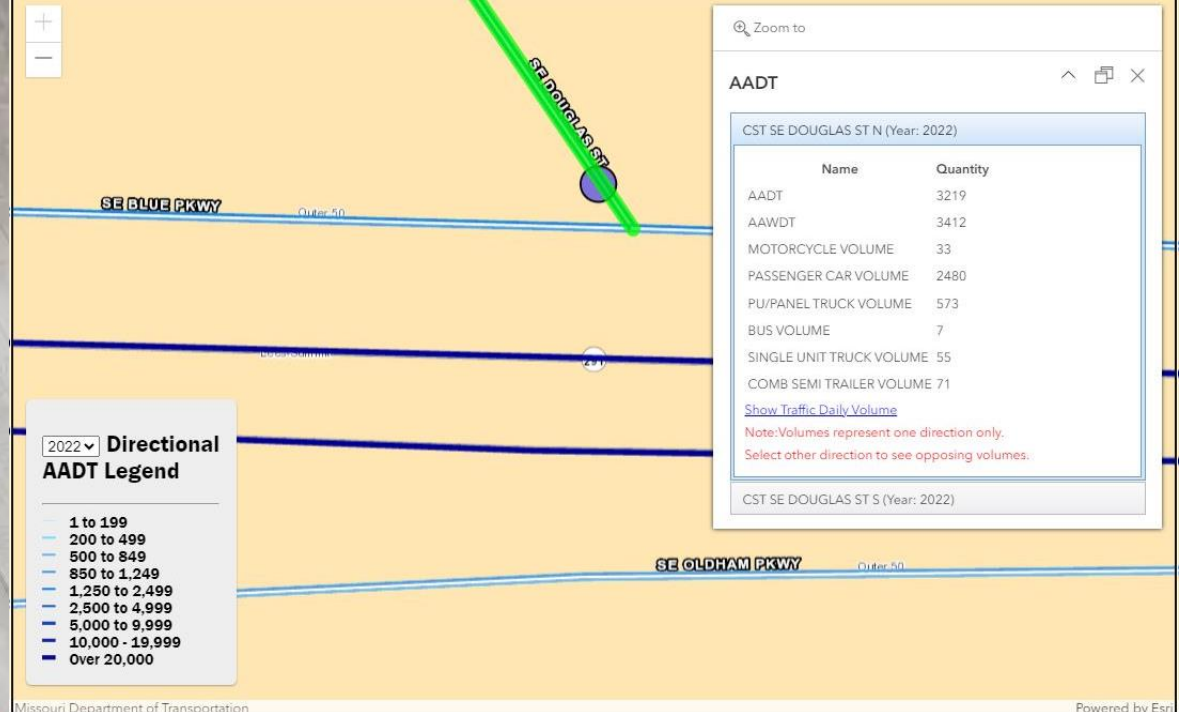 Zoom to
AADT
CST SE DOUGLAS ST N (Year: 2022)
Name Quantity
AADT 3219
AAWDT 3412
MOTORCYCLE VOLUME 33
PASSENGER CAR VOLUME 2480
PU/PANEL TRUCK VOLUME 573
BUS VOLUME 7
SINGLE UNIT TRUCK VOLUME 55
COMB SEMI TRAILER VOLUME 71
Show Traffic Daily Volume
Note:Volumes represent one direction only.
Select other direction to see opposing volumes.
CST SE DOUGLAS ST S (Year: 2022)
SE DOUGLAS ST
SE BLUE PKWY
Outer 50
291
2022 Directional
AADT Legend
1 to 199
200 to 499
500 to 849
850 to 1,249
1,250 to 2,499
2,500 to 4,999
5,000 to 9,999
10,000 - 19,999
Over 20,000
SE OLDHAM PKWY
Outer 50
Missouri Department of Transportation
Powered by Esri